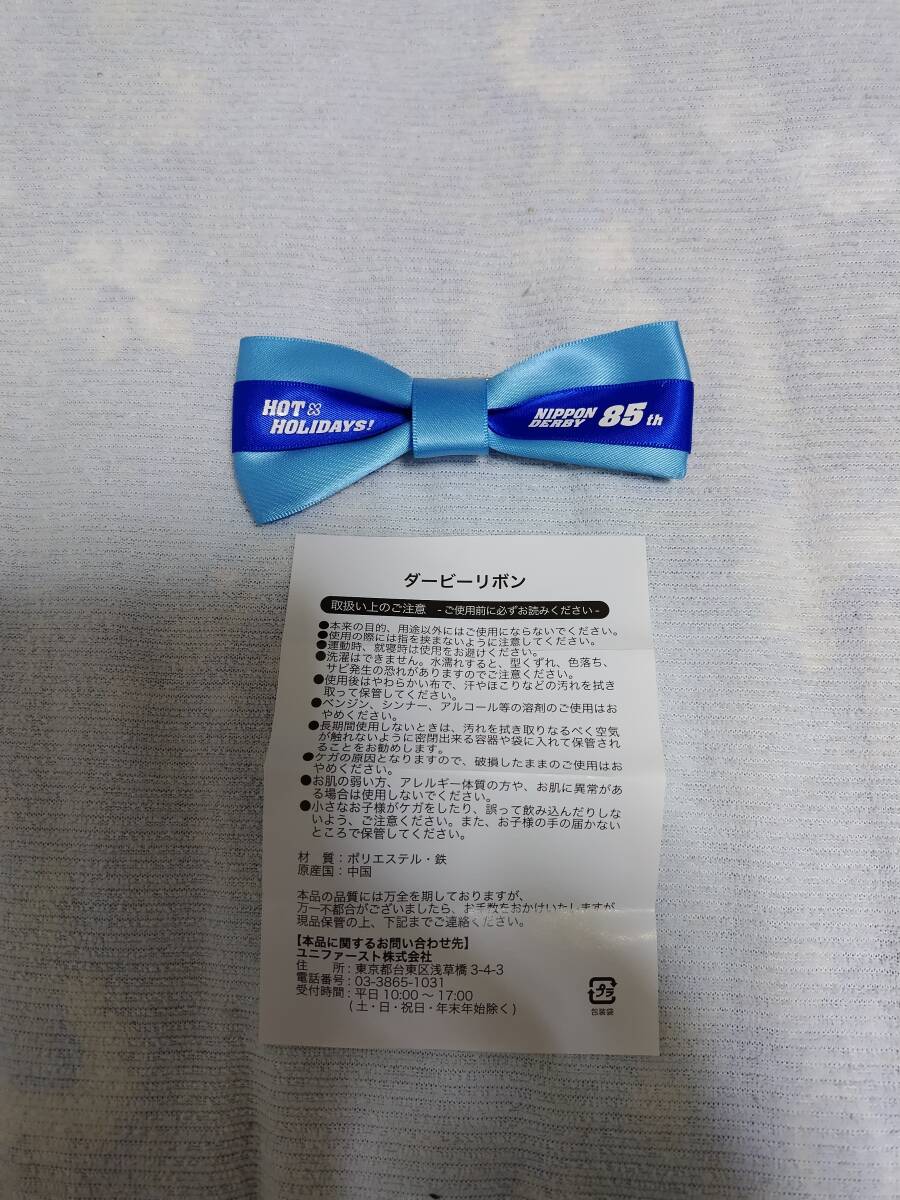 HOT
HOLIDAYS!
NIPPON
DERBY 85th
ダービーリボン
取扱い上のご注意 -ご使用前に必ずお読みください-
●本来の目的、用途以外にはご使用にならないでください。
●使用の際には指を挟まないように注意してください。
●運動時、就寝時は使用をお避けください。
●洗濯はできません。水濡れすると、型くずれ、色落ち、
サビ発生の恐れがありますのでご注意ください。
●使用後はやわらかい布で、汗やほこりなどの汚れを拭き
取って保管してください。
●ベンジン、シンナー、アルコール等の溶剤のご使用はお
やめください。
●長期間使用しないときは、汚れを拭き取りなるべく空気
が触れないように密閉出来る容器や袋に入れて保管され
ることをお勧めします。
●ケガの原因となりますので、破損したままのご使用はお
やめください。
●お肌の弱い方、アレルギー体質の方や、お肌に異常があ
る場合は使用しないでください。
●小さなお子様がケガをしたり、誤って飲み込んだりしな
いよう、ご注意ください。また、お子様の手の届かない
ところで保管してください。
材　質：ポリエステル・鉄
原産国：中国
本品の品質には万全を期しておりますが、
万一不都合がございましたら、お手数をおかけいたしますが、
現品保管の上、下記までご連絡ください。
【本品に関するお問い合わせ先】
ユニファースト株式会社
住　　所：東京都台東区浅草橋3-4-3
電話番号：03-3865-1031
受付時間：平日 10:00～17:00
(土・日・祝日・年末年始除く)
プラ
包装袋